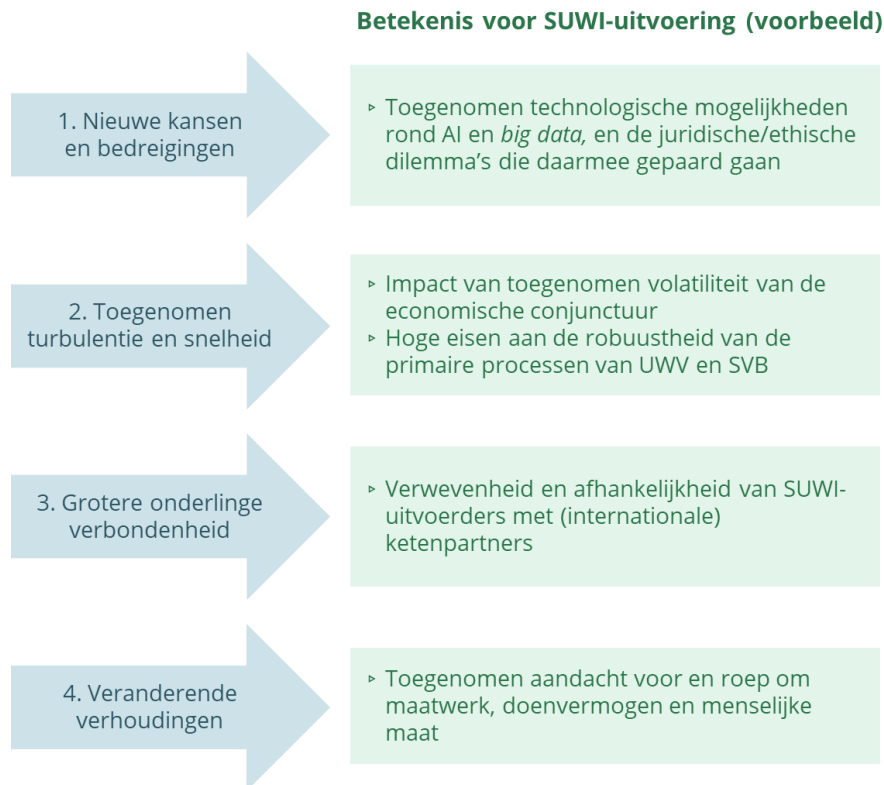 Betekenis voor SUWI-uitvoering (voorbeeld)
1. Nieuwe kansen
en bedreigingen
▹ Toegenomen technologische mogelijkheden
rond AI en big data, en de juridische/ethische
dilemma's die daarmee gepaard gaan
2. Toegenomen
turbulentie en snelheid
▹ Impact van toegenomen volatiliteit van de
economische conjunctuur
▹ Hoge eisen aan de robuustheid van de
primaire processen van UWV en SVB
3. Grotere onderlinge
verbondenheid
▹ Verwevenheid en afhankelijkheid van SUWI-
uitvoerders met (internationale)
ketenpartners
4. Veranderende
verhoudingen
▹ Toegenomen aandacht voor en roep om
maatwerk, doenvermogen en menselijke
maat